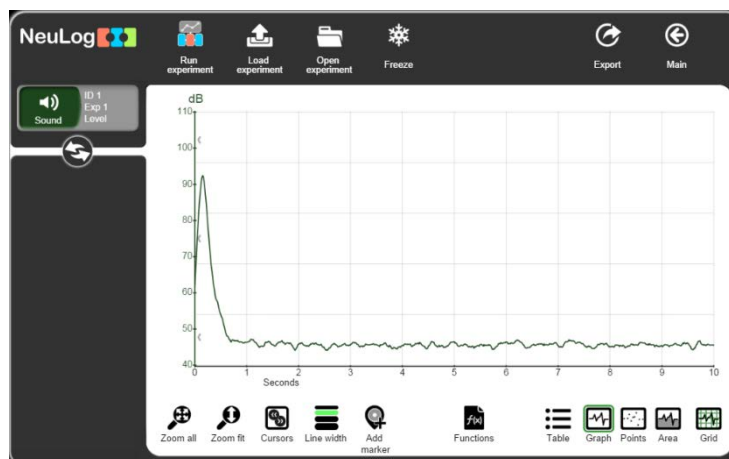 NeuLog
Run
experiment
Load
experiment
Open
experiment
Freeze
Export
Main
Sound
ID 1
Exp 1
Level
dB
110
100
90
80
70
60
50
40
0 1 2 3 4 5 6 7 8 9 10
Seconds
Zoom all
Zoom fit
Cursors
Line width
Add
marker
f(x)
Functions
Table
Graph
Points
Area
Grid